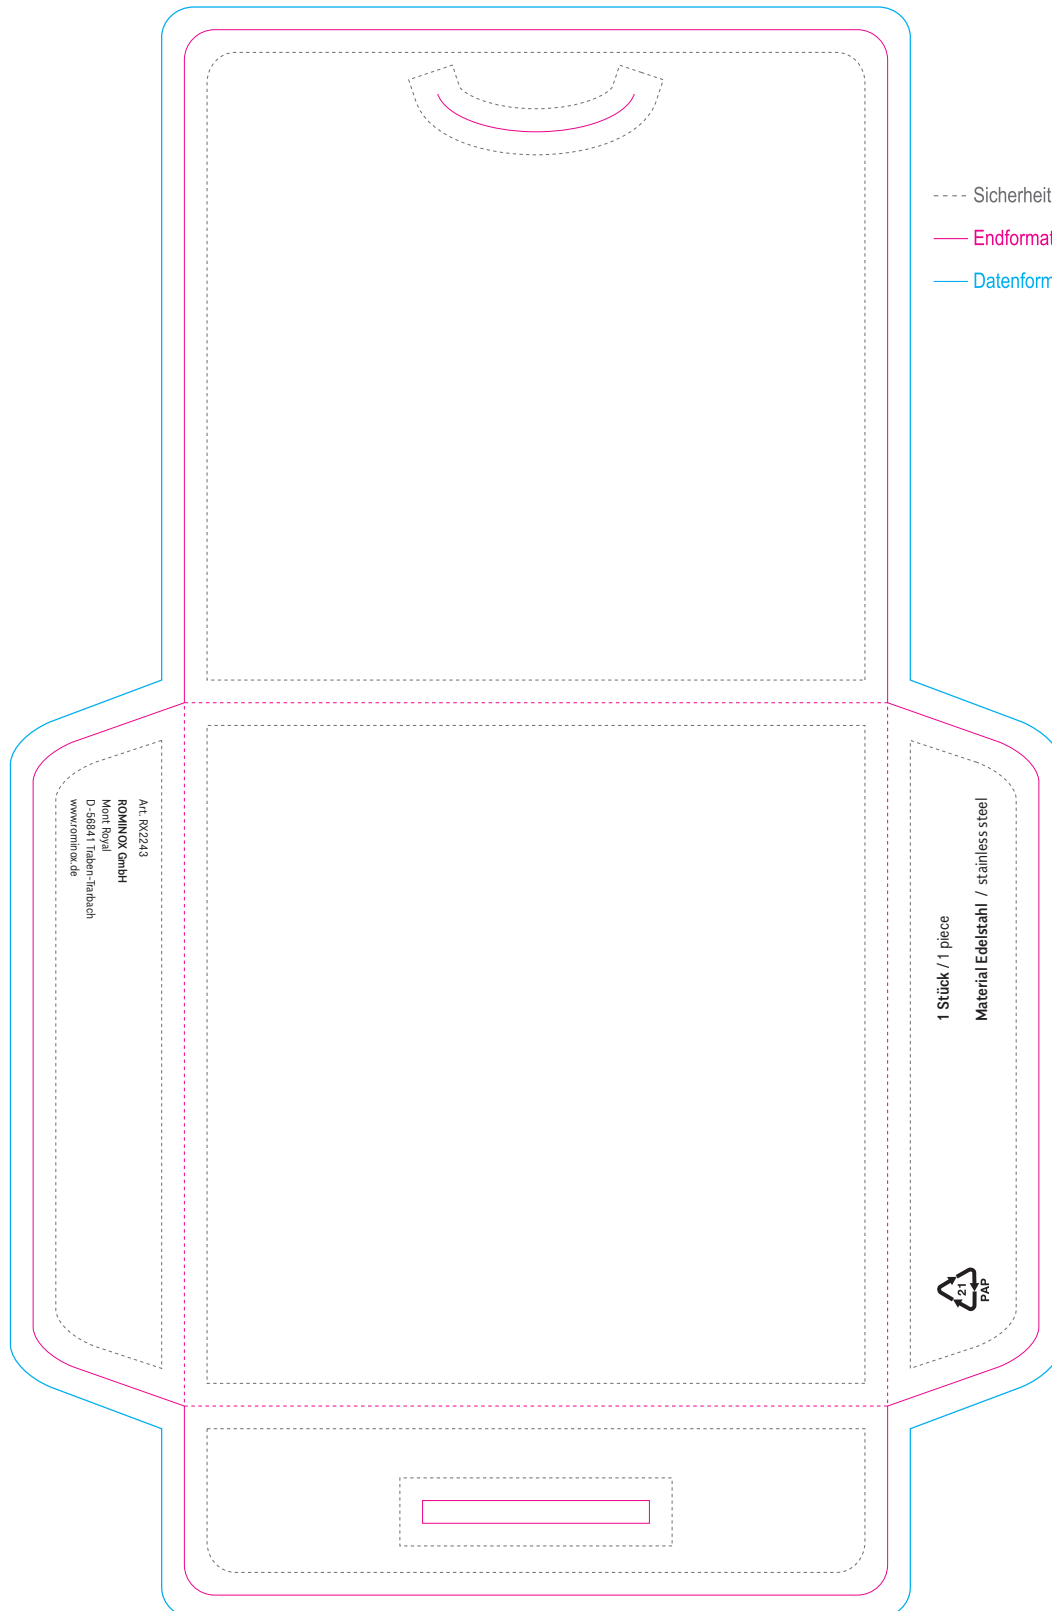 Sicherheit
Endformat
Datenform
Art. RX2243
ROMINOX GmbH
Mont Royal
D-56841 Traben-Trarbach
www.rominox.de
Material Edelstahl / stainless steel
1 Stück / 1 piece
21
PAP